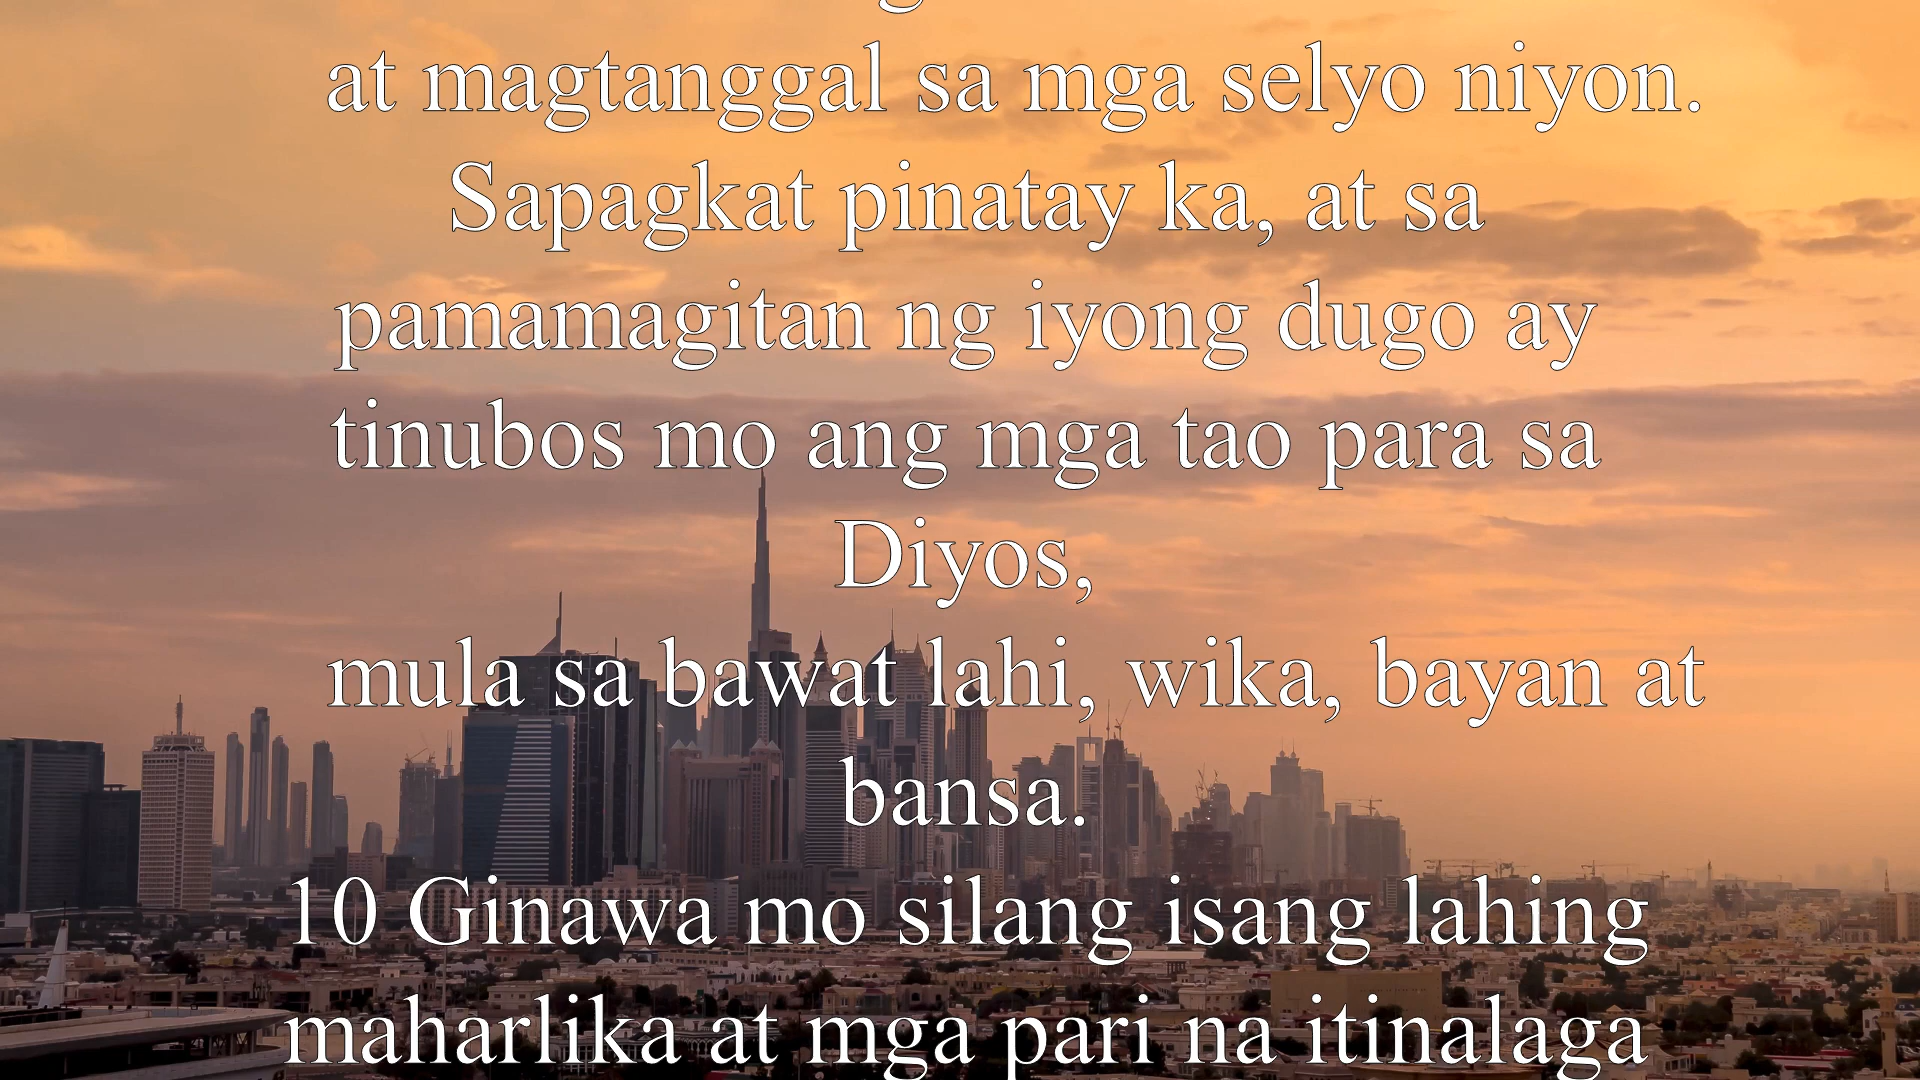 at magtanggal sa mga selyo niyon.
Sapagkat pinatay ka, at sa
pamamagitan ng iyong dugo ay
tinubos mo ang mga tao para sa
Diyos,
mula sa bawat lahi, wika, bayan at
bansa.
10 Ginawa mo silang isang lahing
maharlika at mga pari na itinalaga